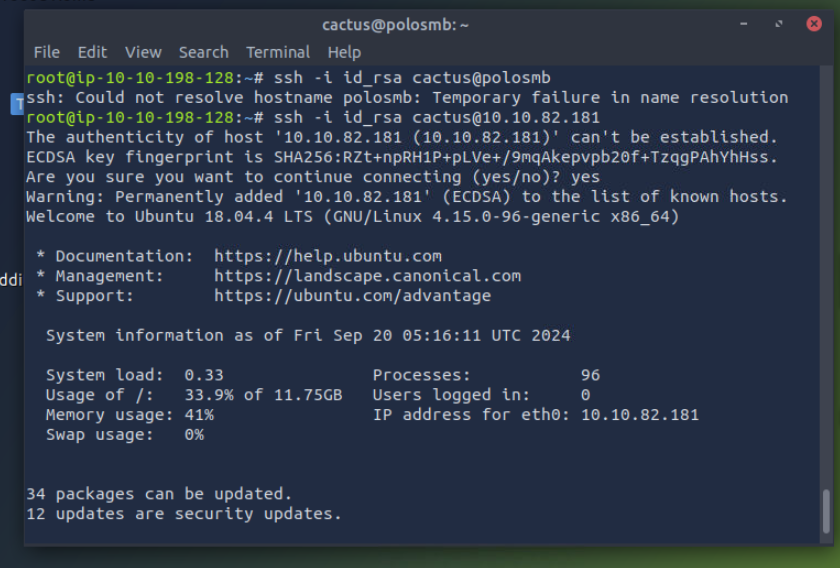 cactus@polosmb: ~
File Edit View Search Terminal Help
root@ip-10-10-198-128:~# ssh -i id_rsa cactus@polosmb
ssh: Could not resolve hostname polosmb: Temporary failure in name resolution
root@ip-10-10-198-128:~# ssh -i id_rsa cactus@10.10.82.181
The authenticity of host '10.10.82.181 (10.10.82.181)' can't be established.
ECDSA key fingerprint is SHA256:RZt+npRH1P+pLVe+/9mqAkepvpb20f+TzqgPAhYhHss.
Are you sure you want to continue connecting (yes/no)? yes
Warning: Permanently added '10.10.82.181' (ECDSA) to the list of known hosts.
Welcome to Ubuntu 18.04.4 LTS (GNU/Linux 4.15.0-96-generic x86_64)
* Documentation: https://help.ubuntu.com
* Management: https://landscape.canonical.com
ddi
* Support: https://ubuntu.com/advantage
System information as of Fri Sep 20 05:16:11 UTC 2024
System load: 0.33 Processes: 96
Usage of /: 33.9% of 11.75GB Users logged in: 0
Memory usage: 41% IP address for eth0: 10.10.82.181
Swap usage: 0%
34 packages can be updated.
12 updates are security updates.